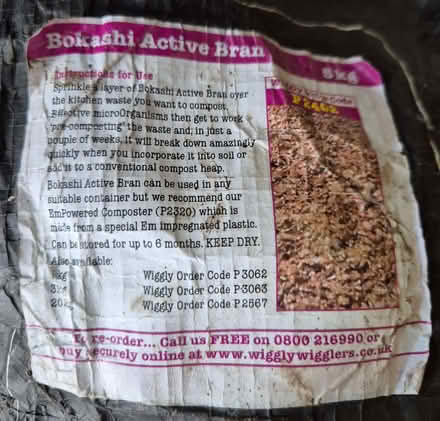 Bokashi Active Bran 8kg
Instructions for Use
Wiggly Order Code
P2462
Sprinkle a layer of Bokashi Active Bran over
the kitchen waste you want to compost.
Effective microOrganisms then get to work
"pre-composting" the waste and, in just a
couple of weeks, it will break down amazingly
quickly when you incorporate it into soil or
add it to a conventional compost heap.
Bokashi Active Bran can be used in any
suitable container but we recommend our
EmPowered Composter (P2320) which is
made from a special Em impregnated plastic.
Can be stored for up to 6 months. KEEP DRY.
Also available:
Wiggly Order Code P3062
Wiggly Order Code P3063
Wiggly Order Code P2567
To re-order... Call us FREE on 0800 216990 or
buy securely online at www.wigglywigglers.co.uk